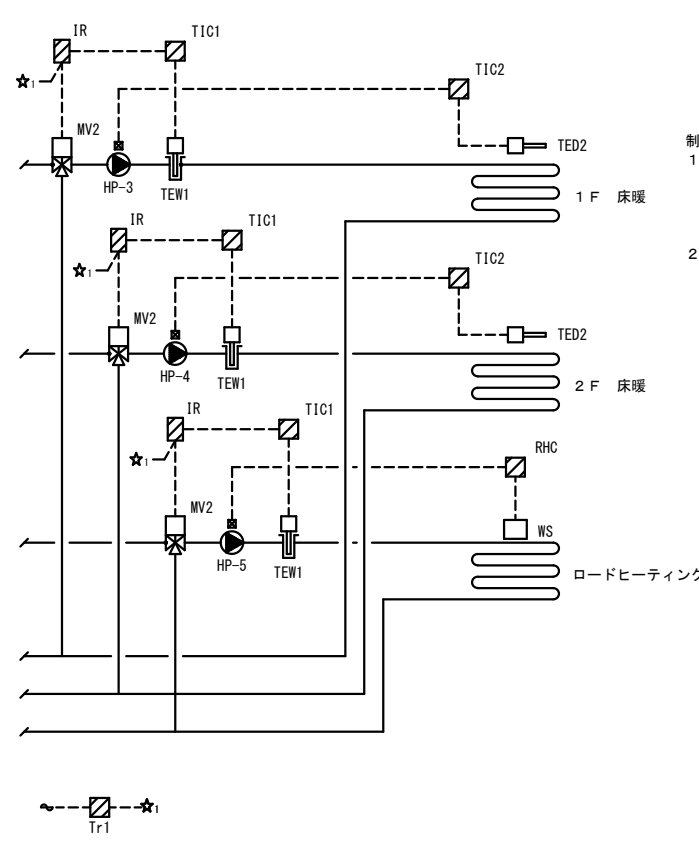 IR
TIC1
☆1
TIC2
MV2
TED2
制
HP-3
TEW1
1
1F 床暖
IR
TIC1
☆1
TIC2
2
MV2
TED2
HP-4
TEW1
2F 床暖
IR
TIC1
☆1
RHC
MV2
WS
HP-5
TEW1
ロードヒーティング
☆1
Tr1